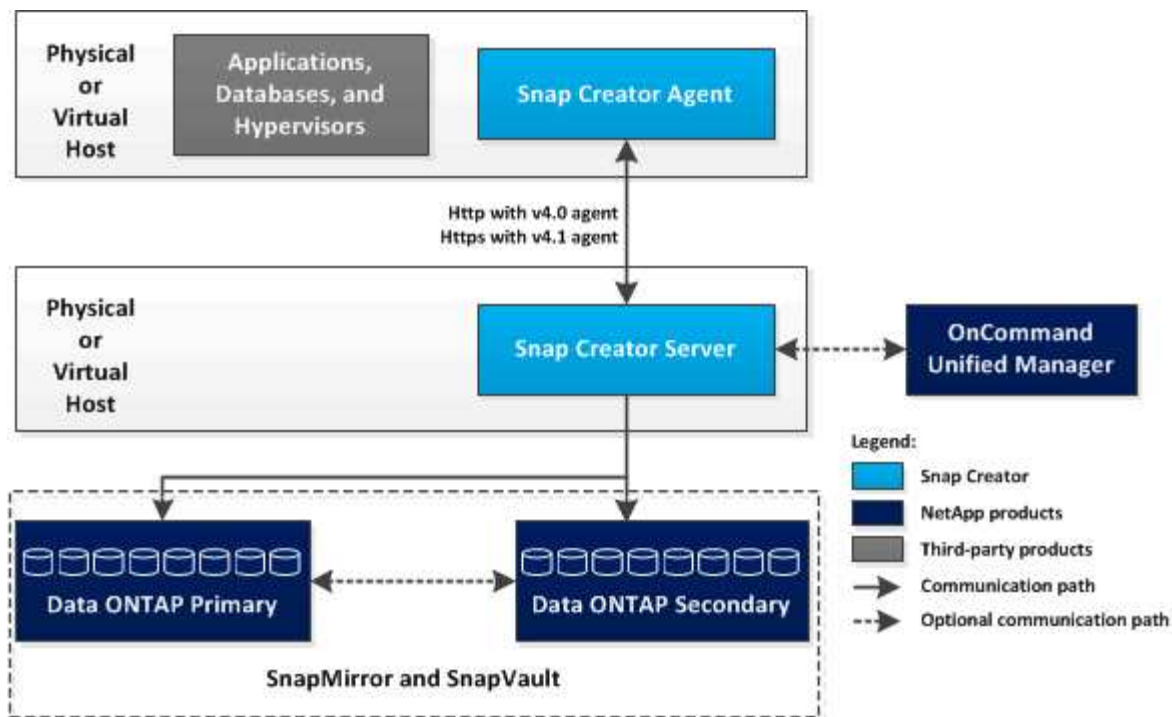 Physical
or
Virtual
Host
Applications,
Databases, and
Hypervisors
Snap Creator Agent
Http with v4.0 agent
Https with v4.1 agent
Physical
or
Virtual
Host
Snap Creator Server
OnCommand
Unified Manager
Legend:
Snap Creator
NetApp products
Third-party products
Communication path
Optional communication path
Data ONTAP Primary
Data ONTAP Secondary
SnapMirror and SnapVault